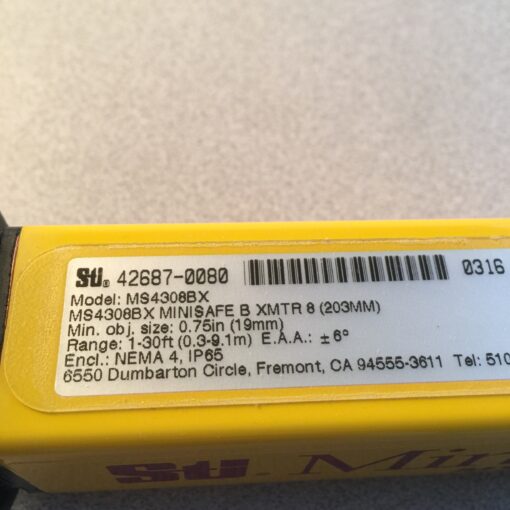 Sti® 42687-0080 0316
Model: MS4308BX
MS4308BX MINISAFE B XMTR 8 (203MM)
Min. obj. size: 0.75in (19mm)
Range: 1-30ft (0.3-9.1m) E.A.A.: ± 6°
Encl.: NEMA 4, IP65
6550 Dumbarton Circle, Fremont, CA 94555-3611 Tel: 510
Sti.